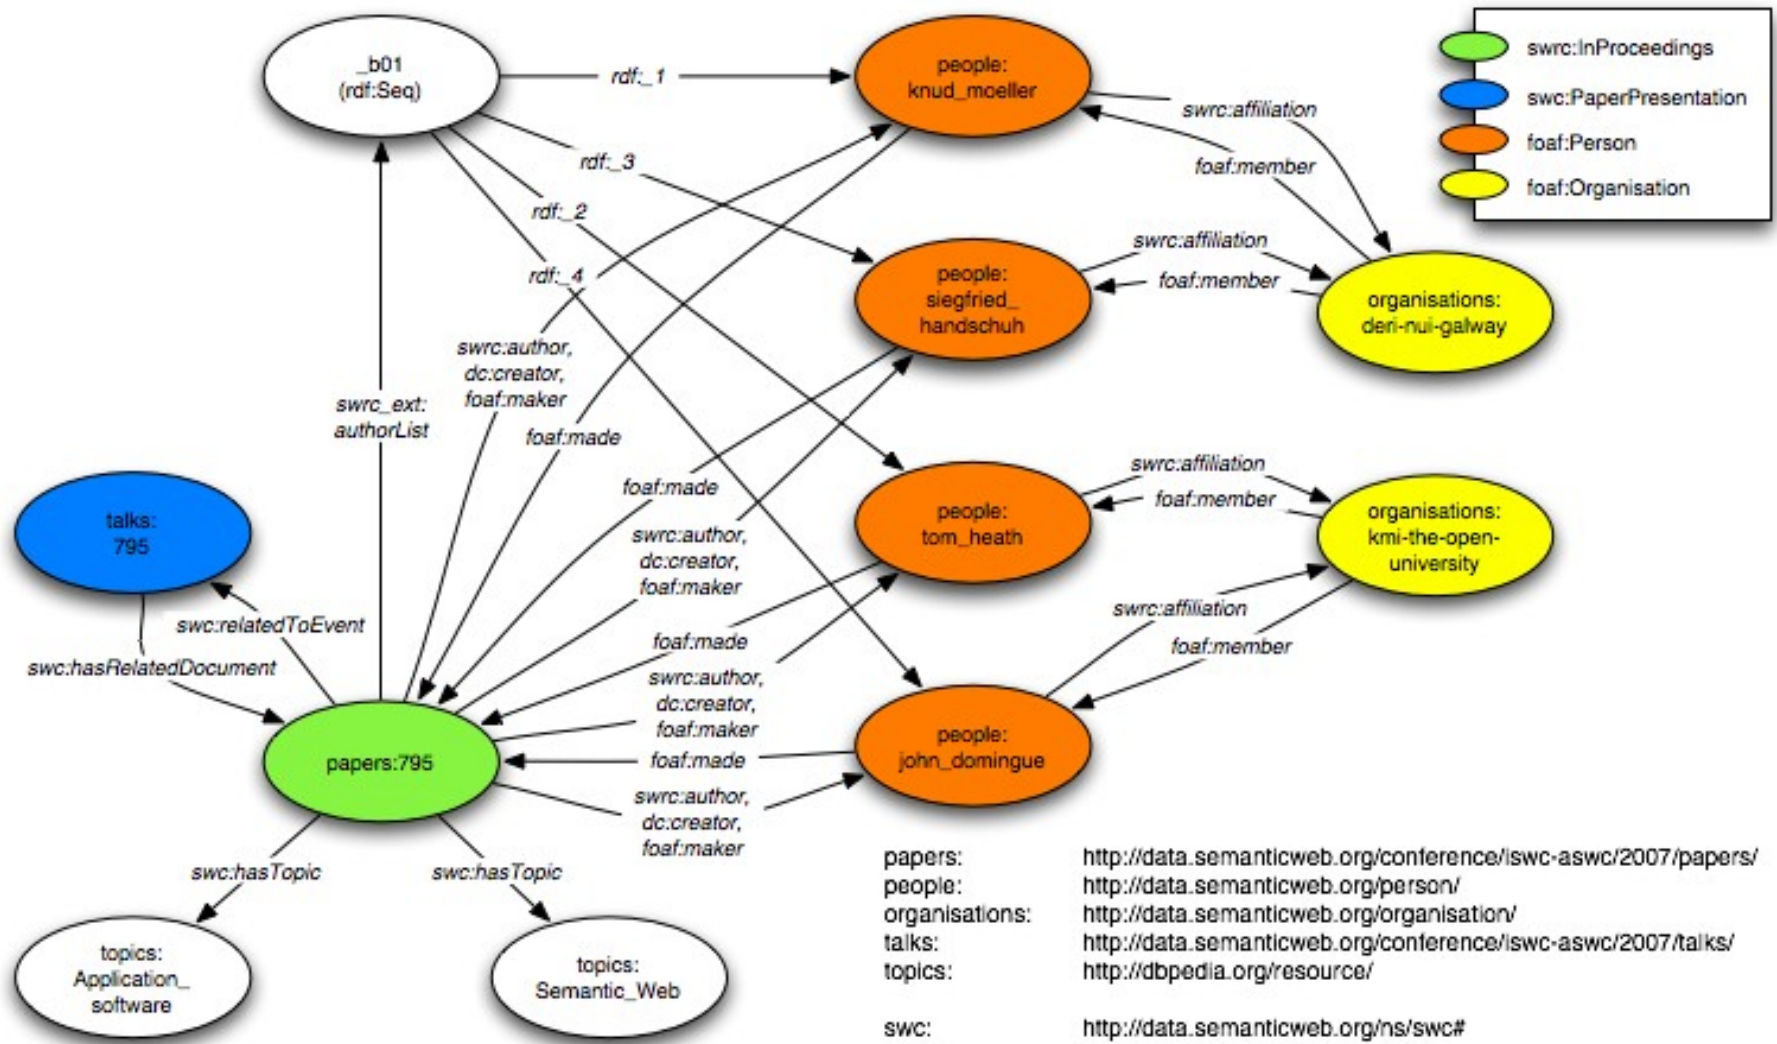 _b01
(rdf:Seq)
rdf:_1
people:
knud_moeller
swrc:affiliation
foaf:member
swrc:InProceedings
swc:PaperPresentation
foaf:Person
foaf:Organisation
rdf:_3
rdf:_2
rdf:_4
people:
siegfried_
handschuh
swrc:affiliation
foaf:member
organisations:
deri-nui-galway
swrc:author,
dc:creator,
foaf:maker
foaf:made
swrc_ext:
authorList
foaf:made
swrc:author,
dc:creator,
foaf:maker
people:
tom_heath
swrc:affiliation
foaf:member
organisations:
kmi-the-open-
university
talks:
795
swc:relatedToEvent
swc:hasRelatedDocument
foaf:made
swrc:author,
dc:creator,
foaf:maker
swrc:affiliation
foaf:member
papers:795
foaf:made
swrc:author,
dc:creator,
foaf:maker
people:
john_domingue
swc:hasTopic
swc:hasTopic
topics:
Application_
software
topics:
Semantic_Web
papers: http://data.semanticweb.org/conference/iswc-aswc/2007/papers/
people: http://data.semanticweb.org/person/
organisations: http://data.semanticweb.org/organisation/
talks: http://data.semanticweb.org/conference/iswc-aswc/2007/talks/
topics: http://dbpedia.org/resource/
swc: http://data.semanticweb.org/ns/swc#